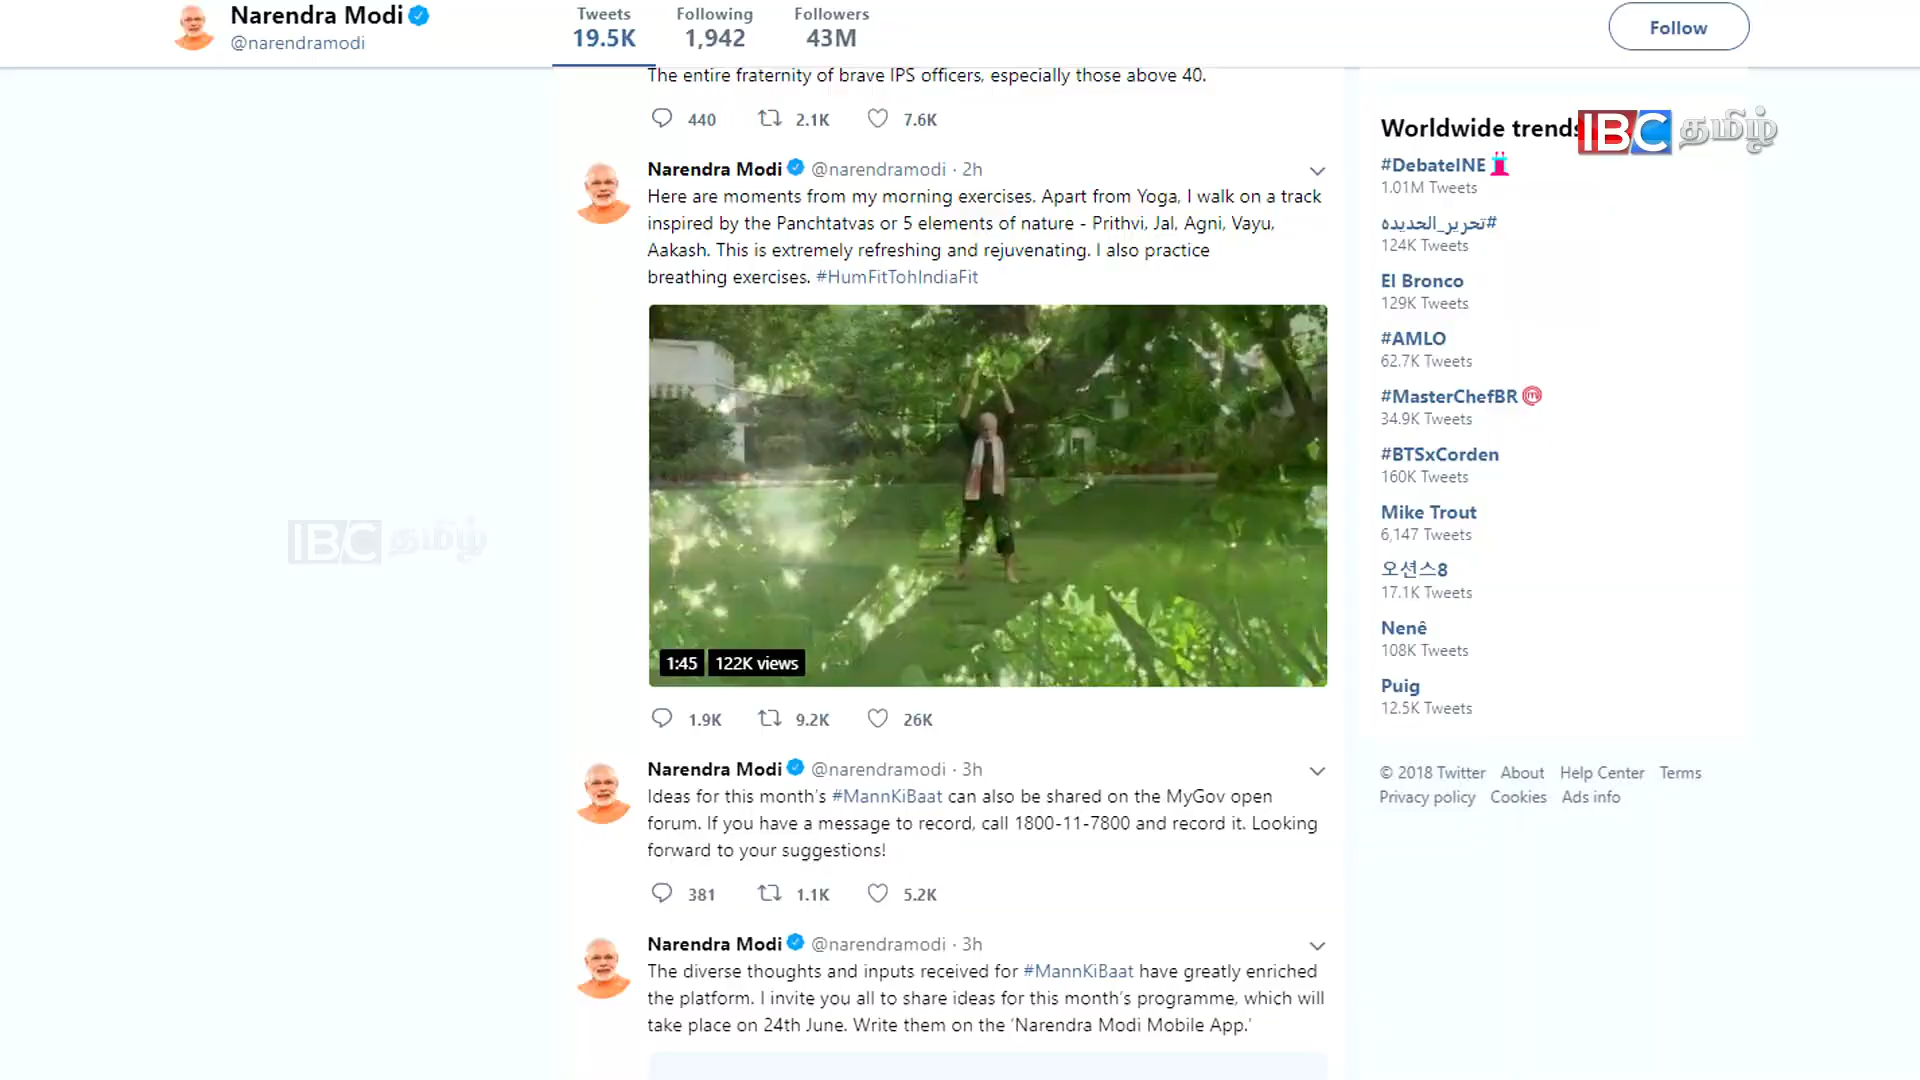 Narendra Modi
@narendramodi
Tweets
19.5K
Following
1,942
Followers
43M
Follow
The entire fraternity of brave IPS officers, especially those above 40.
440 2.1K 7.6K
Narendra Modi @narendramodi · 2h
Here are moments from my morning exercises. Apart from Yoga, I walk on a track
inspired by the Panchtatvas or 5 elements of nature - Prithvi, Jal, Agni, Vayu,
Aakash. This is extremely refreshing and rejuvenating. I also practice
breathing exercises. #HumFitTohIndiaFit
1:45 122K views
1.9K 9.2K 26K
Narendra Modi @narendramodi · 3h
Ideas for this month's #MannKiBaat can also be shared on the MyGov open
forum. If you have a message to record, call 1800-11-7800 and record it. Looking
forward to your suggestions!
381 1.1K 5.2K
Narendra Modi @narendramodi · 3h
The diverse thoughts and inputs received for #MannKiBaat have greatly enriched
the platform. I invite you all to share ideas for this month's programme, which will
take place on 24th June. Write them on the 'Narendra Modi Mobile App.'
Worldwide trends
IBC தமிழ்
#DebateINE
1.01M Tweets
#تحرير_الحديده
124K Tweets
El Bronco
129K Tweets
#AMLO
62.7K Tweets
#MasterChefBR
34.9K Tweets
#BTSxCorden
160K Tweets
Mike Trout
6,147 Tweets
오션스8
17.1K Tweets
Nenê
108K Tweets
Puig
12.5K Tweets
© 2018 Twitter About Help Center Terms
Privacy policy Cookies Ads info
IBC தமிழ்